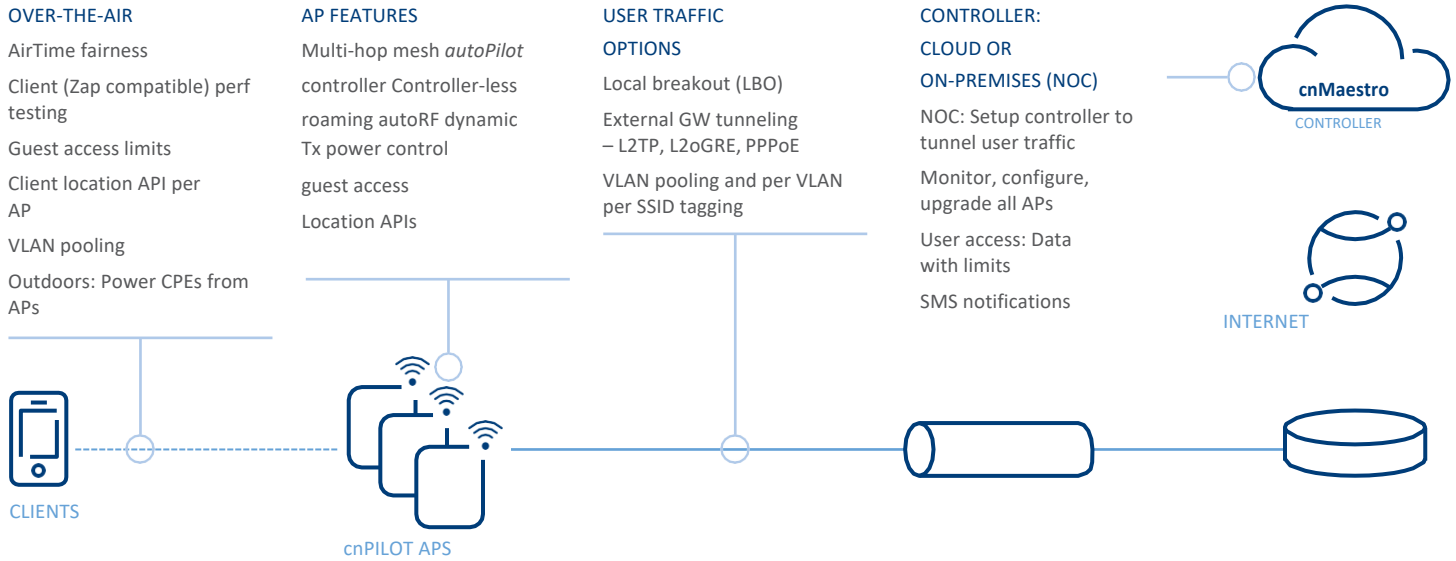 OVER-THE-AIR
AirTime fairness
Client (Zap compatible) perf
testing
Guest access limits
Client location API per
AP
VLAN pooling
Outdoors: Power CPEs from
APs
AP FEATURES
Multi-hop mesh autoPilot
controller Controller-less
roaming autoRF dynamic
Tx power control
guest access
Location APIs
USER TRAFFIC
OPTIONS
Local breakout (LBO)
External GW tunneling
– L2TP, L2oGRE, PPPoE
VLAN pooling and per VLAN
per SSID tagging
CONTROLLER:
CLOUD OR
ON-PREMISES (NOC)
NOC: Setup controller to
tunnel user traffic
Monitor, configure,
upgrade all APs
User access: Data
with limits
SMS notifications
cnMaestro
CONTROLLER
INTERNET
CLIENTS
cnPILOT APS